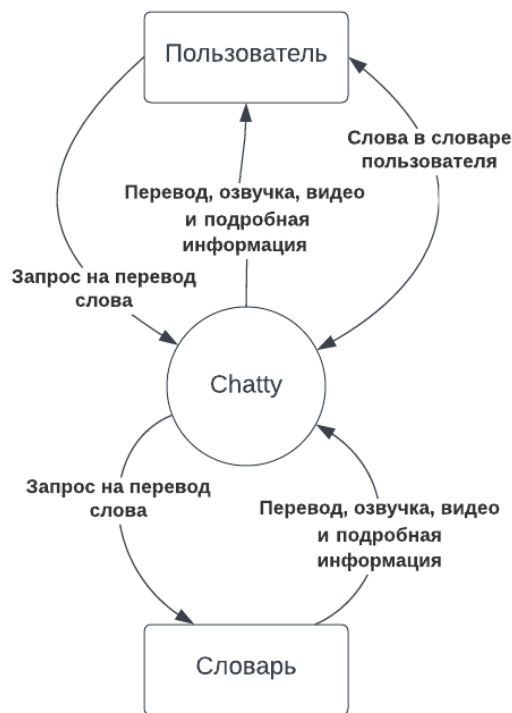 Пользователь
Слова в словаре
пользователя
Перевод, озвучка, видео
и подробная
информация
Запрос на перевод
слова
Chatty
Запрос на перевод
слова
Перевод, озвучка, видео
и подробная
информация
Словарь